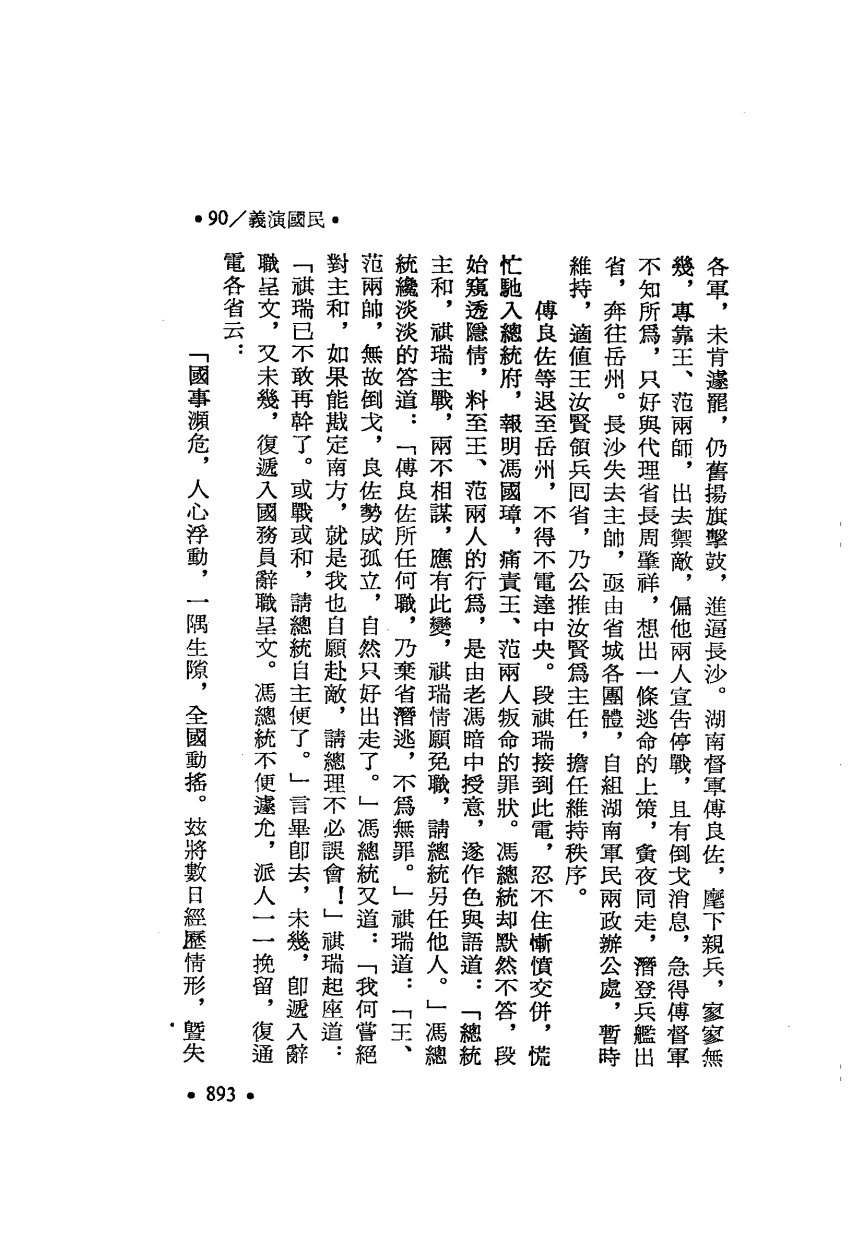 •90／義演國民•
各軍，未肯遽罷，仍舊揚旗擊鼓，進逼長沙。湖南督軍傅良佐，麾下親兵，寥寥無
幾，專靠王、范兩師，出去禦敵，偏他兩人宣告停戰，且有倒戈消息，急得傅督軍
不知所爲，只好與代理省長周肇祥，想出一條逃命的上策，夤夜同走，潛登兵艦出
省，奔往岳州。長沙失去主帥，亟由省城各團體，自組湖南軍民兩政辦公處，暫時
維持，適值王汝賢領兵囘省，乃公推汝賢爲主任，擔任維持秩序。
傅良佐等退至岳州，不得不電達中央。段祺瑞接到此電，忍不住慚憤交併，慌
忙馳入總統府，報明馮國璋，痛責王、范兩人叛命的罪狀。馮總統却默然不答，段
始窺透隱情，料至王、范兩人的行爲，是由老馮暗中授意，遂作色與語道：「總統
主和，祺瑞主戰，兩不相謀，應有此變，祺瑞情願免職，請總統另任他人。」馮總
統纔淡淡的答道：「傅良佐所任何職，乃棄省潛逃，不爲無罪。」祺瑞道：「王、
范兩帥，無故倒戈，良佐勢成孤立，自然只好出走了。」馮總統又道：「我何嘗絕
對主和，如果能戡定南方，就是我也自願赴敵，請總理不必誤會！」祺瑞起座道：
「祺瑞已不敢再幹了。或戰或和，請總統自主便了。」言畢卽去，未幾，卽遞入辭
職呈文，又未幾，復遞入國務員辭職呈文。馮總統不便遽允，派人一一挽留，復通
電各省云：
「國事瀕危，人心浮動，一隅生隙，全國動搖。玆將數日經歷情形，曁失
•893•